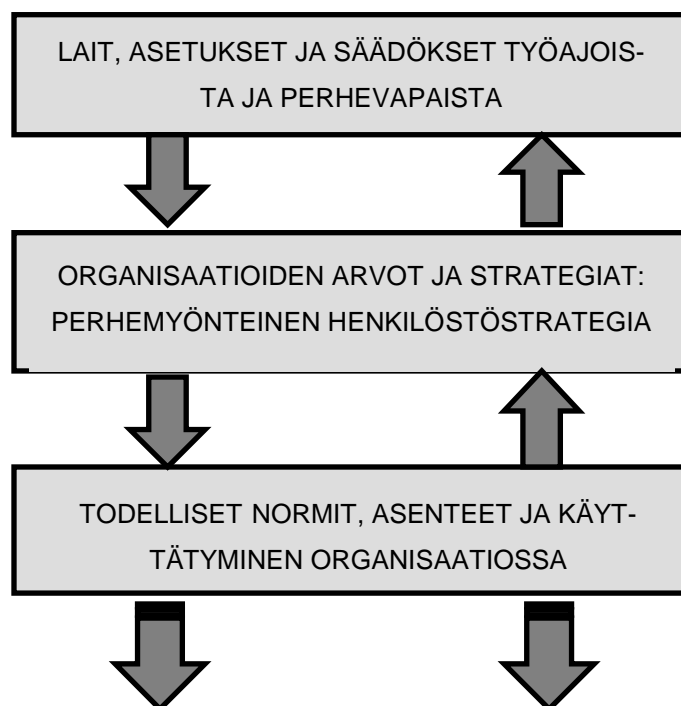 LAIT, ASETUKSET JA SÄÄDÖKSET TYÖAJOIS-
TA JA PERHEVAPAISTA
ORGANISAATIOIDEN ARVOT JA STRATEGIAT:
PERHEMYÖNTEINEN HENKILÖSTÖSTRATEGIA
TODELLISET NORMIT, ASENTEET JA KÄYT-
TÄTYMINEN ORGANISAATIOSSA